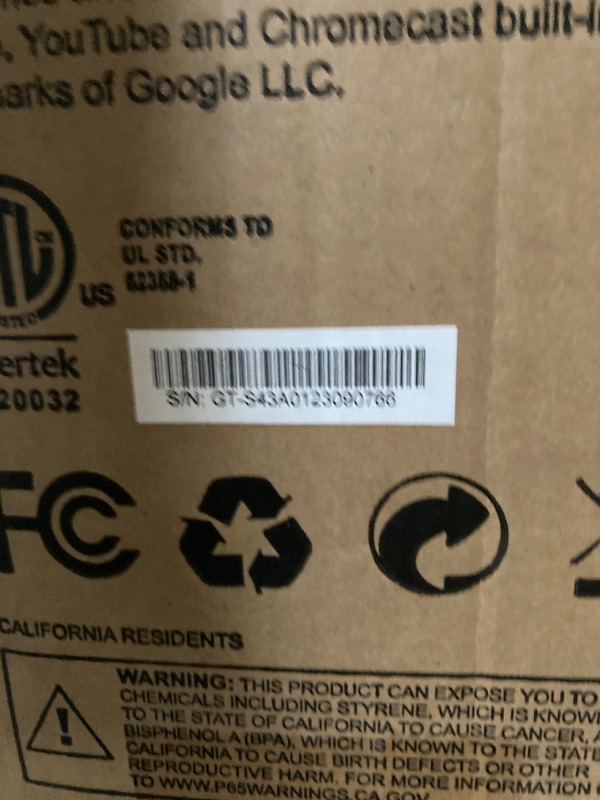 , YouTube and Chromecast built-i
arks of Google LLC.
CONFORMS TO
UL STD.
62368-1
US
ertek
20032
S/N: GT-S43A0123090766
FC
CALIFORNIA RESIDENTS
WARNING: THIS PRODUCT CAN EXPOSE YOU TO
CHEMICALS INCLUDING STYRENE, WHICH IS KNOW
TO THE STATE OF CALIFORNIA TO CAUSE CANCER, A
BISPHENOL A (BPA), WHICH IS KNOWN TO THE STATE
CALIFORNIA TO CAUSE BIRTH DEFECTS OR OTHER
REPRODUCTIVE HARM. FOR MORE INFORMATION
TO WWW.P65WARNINGS.CA.GOV